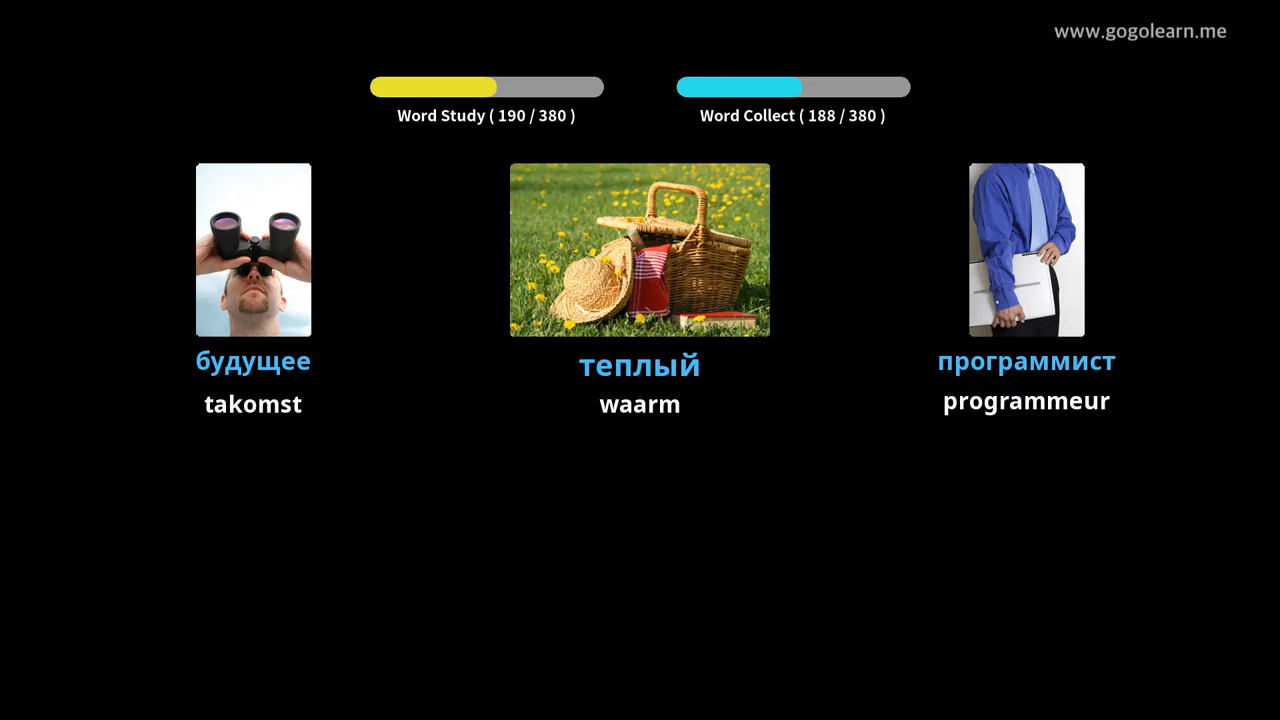 www.gogolearn.me
Word Study ( 190 / 380 )
Word Collect ( 188 / 380 )
будущее
takomst
теплый
waarm
программист
programmeur